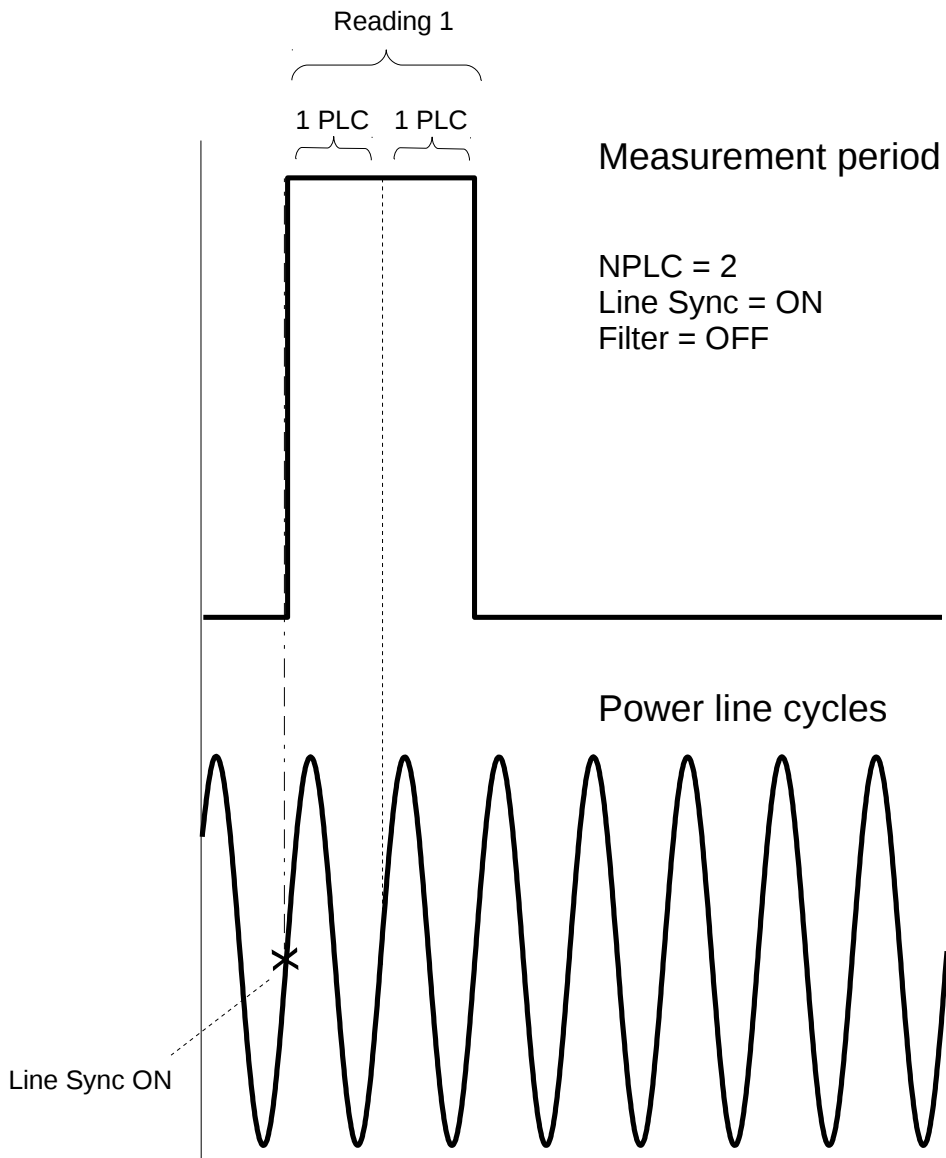 Reading 1
1 PLC 1 PLC
Measurement period
NPLC = 2
Line Sync = ON
Filter = OFF
Power line cycles
Line Sync ON